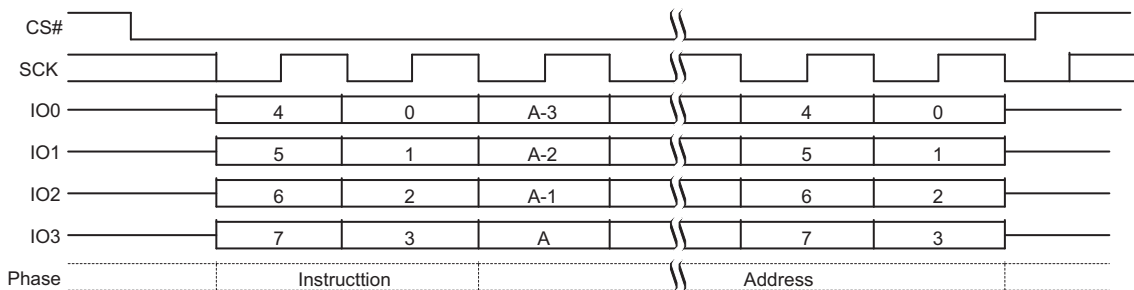 CS#
SCK
IO0 4 0 A-3 4 0
IO1 5 1 A-2 5 1
IO2 6 2 A-1 6 2
IO3 7 3 A 7 3
Phase Instructtion Address